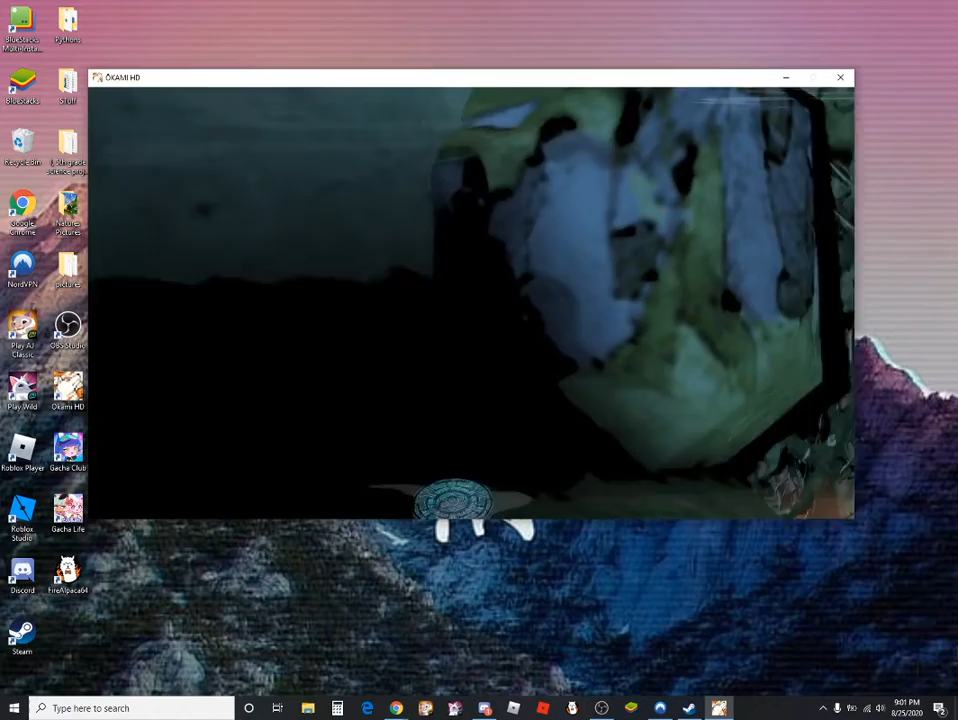 BlueStacks
Multi-Insta...
Pythons
ŌKAMI HD
BlueStacks
STuff
Recycle Bin
Google
Chrome
Natures
Pictures
NordVPN
pictures
Play AJ
Classic
OBS Studio
Play Wild
Okami HD
Roblox Player
Gacha Club
Roblox
Studio
Gacha Life
Discord
FireAlpaca64
Steam
Type here to search
9:01 PM
8/25/2020
2